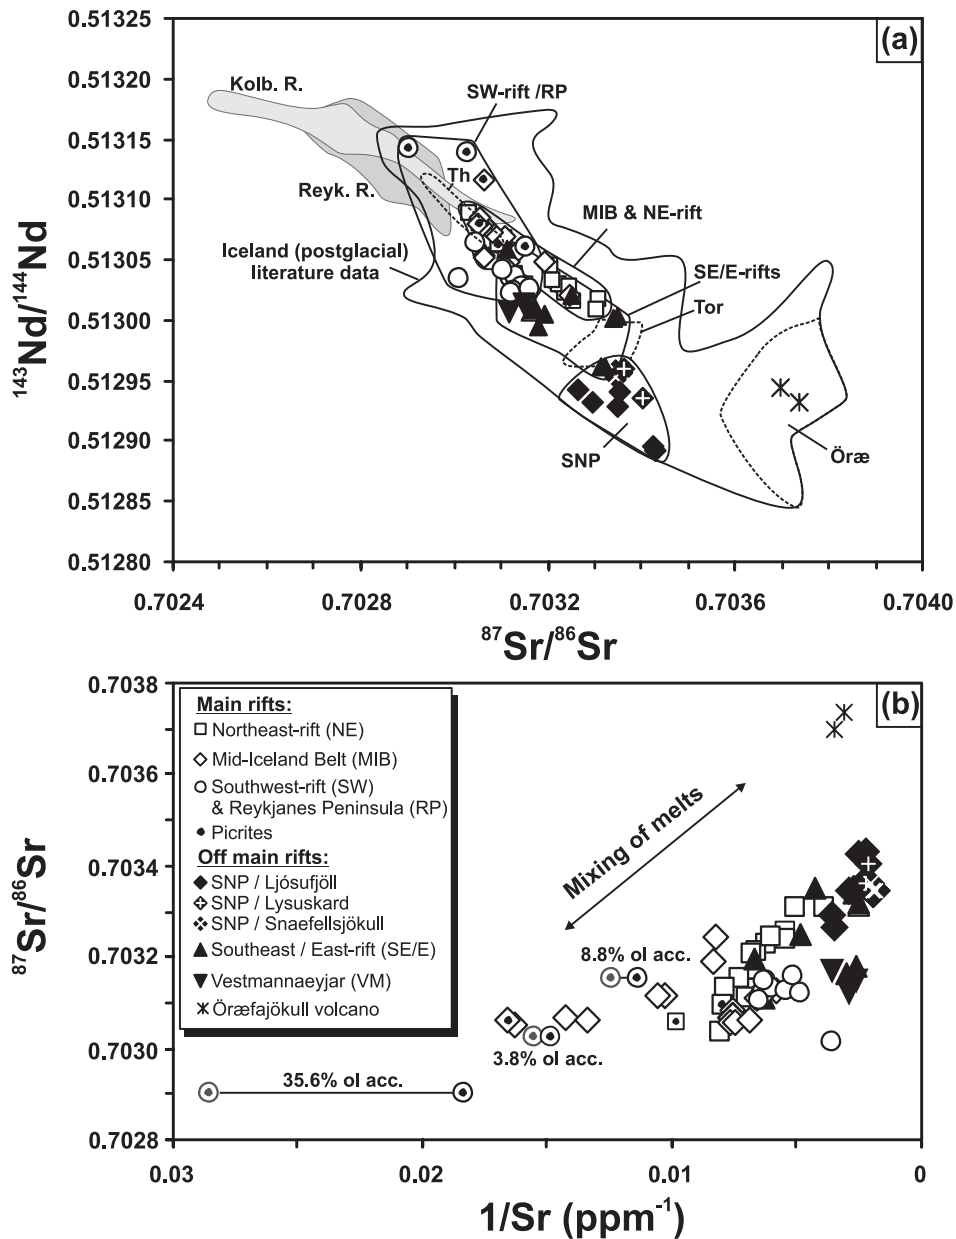 (a)
0.51325
0.51320
0.51315
0.51310
0.51305
0.51300
0.51295
0.51290
0.51285
0.51280
143Nd/144Nd
Kolb. R.
SW-rift /RP
Th
Reyk. R.
MIB & NE-rift
Iceland (postglacial)
literature data
SE/E-rifts
Tor
SNP
Öræ
0.7024
0.7028
0.7032
0.7036
0.7040
87Sr/86Sr
(b)
0.7038
0.7036
0.7034
0.7032
0.7030
0.7028
87Sr/86Sr
Main rifts:
Northeast-rift (NE)
Mid-Iceland Belt (MIB)
Southwest-rift (SW)
& Reykjanes Peninsula (RP)
Picrites
Off main rifts:
SNP / Ljósufjöll
SNP / Lysuskard
SNP / Snaefellsjökull
Southeast / East-rift (SE/E)
Vestmannaeyjar (VM)
Öræfajökull volcano
Mixing of melts
8.8% ol acc.
3.8% ol acc.
35.6% ol acc.
0.03
0.02
0.01
0
1/Sr (ppm-1)